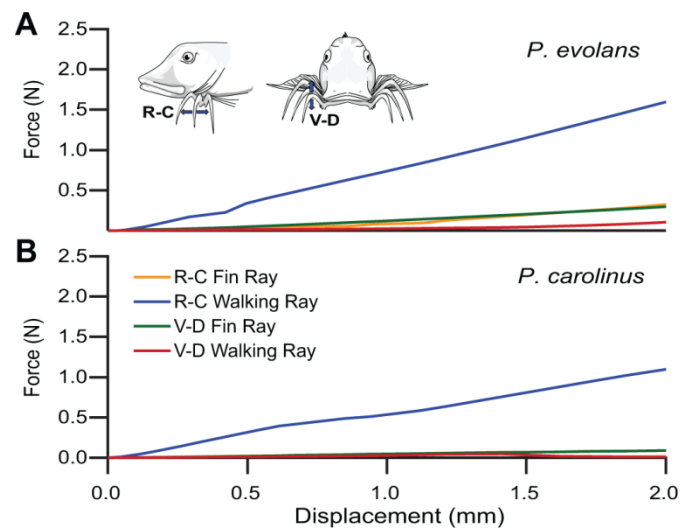 A
P. evolans
2.5
2.0
1.5
1.0
0.5
Force (N)
R-C
V-D
B
P. carolinus
2.5
2.0
1.5
1.0
0.5
0.0
Force (N)
R-C Fin Ray
R-C Walking Ray
V-D Fin Ray
V-D Walking Ray
0.0 0.5 1.0 1.5 2.0
Displacement (mm)